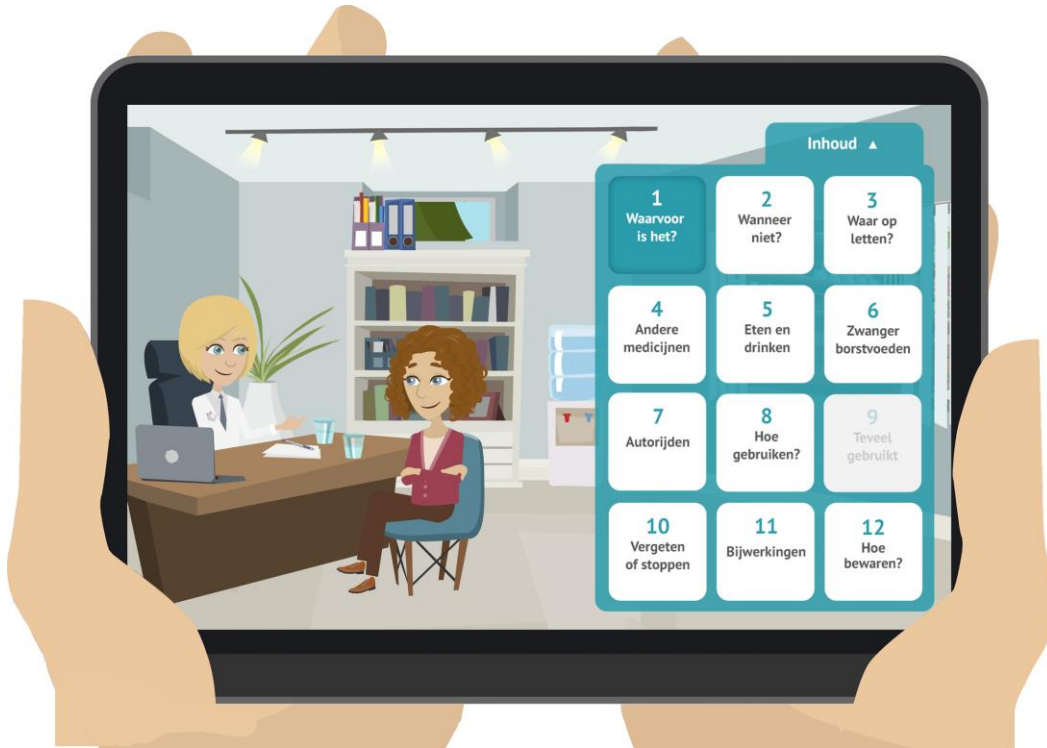 Inhoud ▲
1
Waarvoor
is het?
2
Wanneer
niet?
3
Waar op
letten?
4
Andere
medicijnen
5
Eten en
drinken
6
Zwanger
borstvoeden
7
Autorijden
8
Hoe
gebruiken?
9
Teveel
gebruikt
10
Vergeten
of stoppen
11
Bijwerkingen
12
Hoe
bewaren?